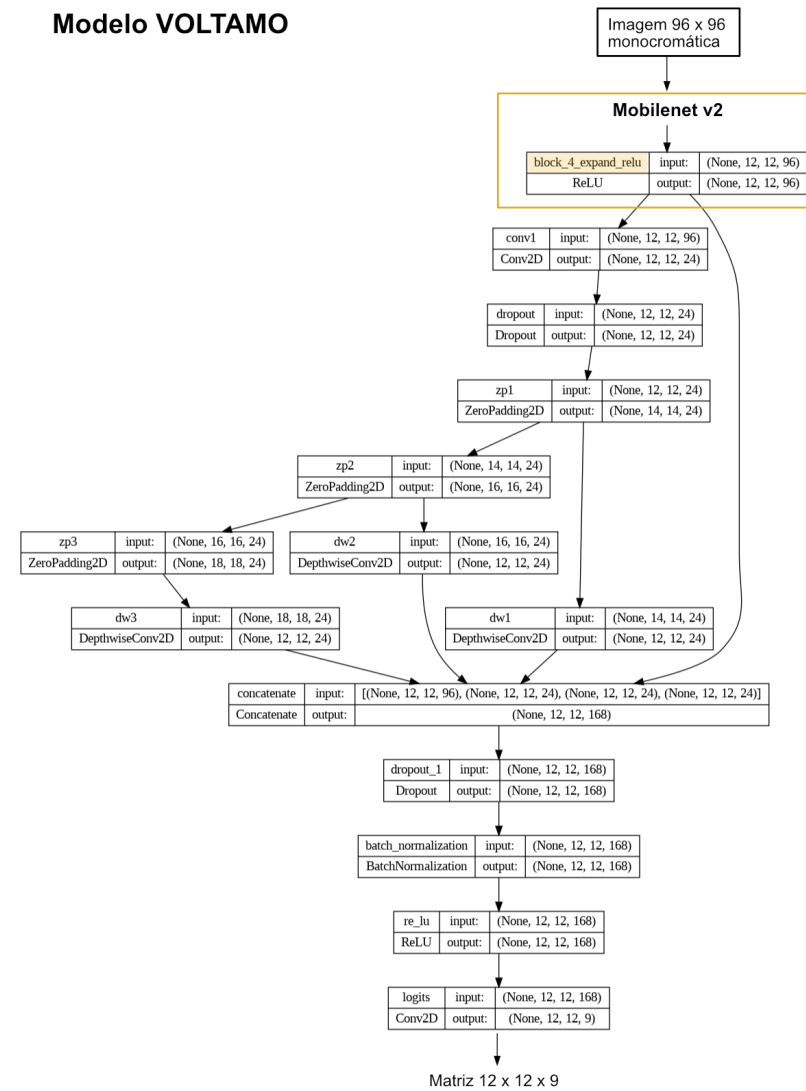 Modelo VOLTAMO
Imagem 96 x 96
monocromática
Mobilenet v2
block_4_expand_relu input: (None, 12, 12, 96)
ReLU output: (None, 12, 12, 96)
conv1 input: (None, 12, 12, 96)
Conv2D output: (None, 12, 12, 24)
dropout input: (None, 12, 12, 24)
Dropout output: (None, 12, 12, 24)
zp1 input: (None, 12, 12, 24)
ZeroPadding2D output: (None, 14, 14, 24)
zp2 input: (None, 14, 14, 24)
ZeroPadding2D output: (None, 16, 16, 24)
zp3 input: (None, 16, 16, 24)
ZeroPadding2D output: (None, 18, 18, 24)
dw2 input: (None, 16, 16, 24)
DepthwiseConv2D output: (None, 12, 12, 24)
dw3 input: (None, 18, 18, 24)
DepthwiseConv2D output: (None, 12, 12, 24)
dw1 input: (None, 14, 14, 24)
DepthwiseConv2D output: (None, 12, 12, 24)
concatenate input: [(None, 12, 12, 96), (None, 12, 12, 24), (None, 12, 12, 24), (None, 12, 12, 24)]
Concatenate output: (None, 12, 12, 168)
dropout_1 input: (None, 12, 12, 168)
Dropout output: (None, 12, 12, 168)
batch_normalization input: (None, 12, 12, 168)
BatchNormalization output: (None, 12, 12, 168)
re_lu input: (None, 12, 12, 168)
ReLU output: (None, 12, 12, 168)
logits input: (None, 12, 12, 168)
Conv2D output: (None, 12, 12, 9)
Matriz 12 x 12 x 9